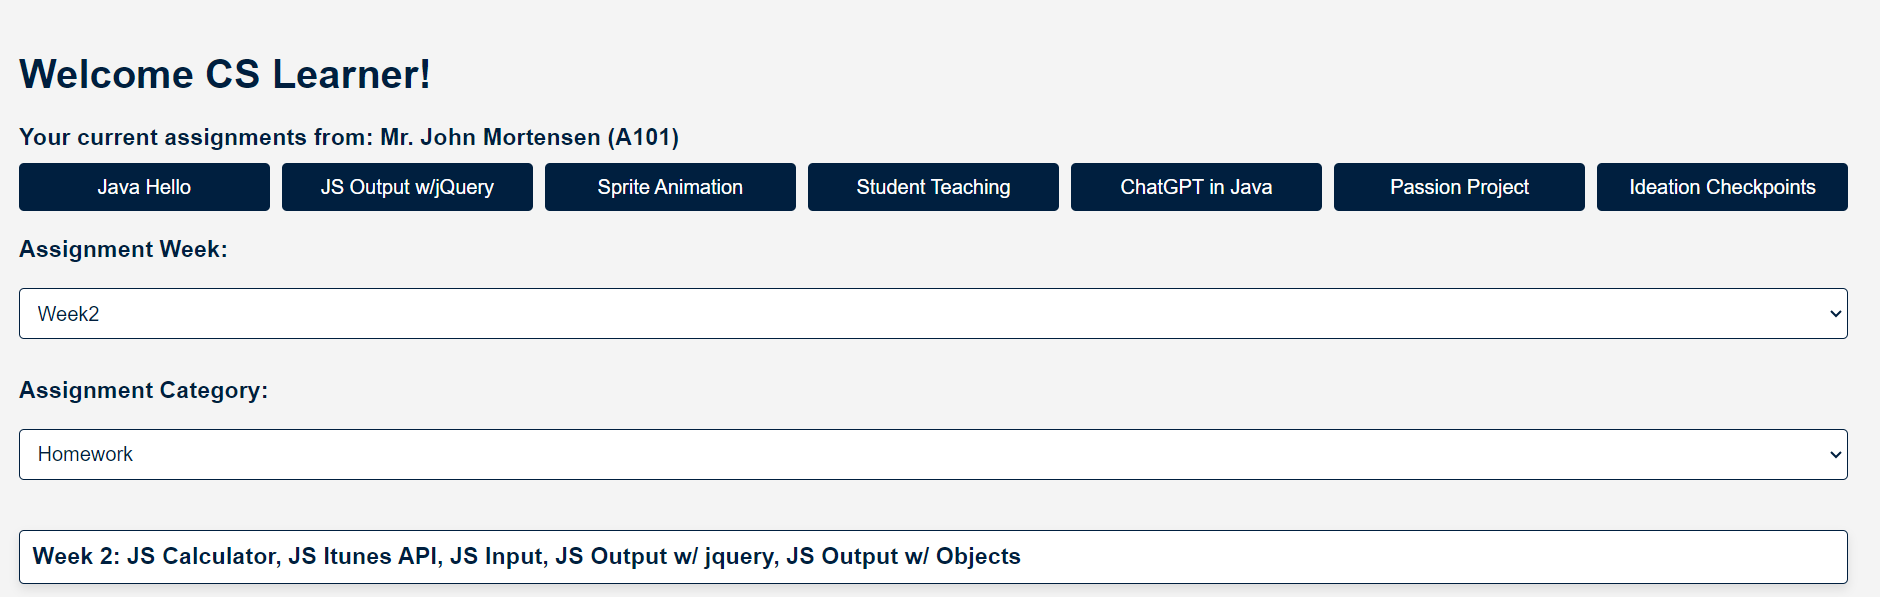 Welcome CS Learner!
Your current assignments from: Mr. John Mortensen (A101)
Java Hello
JS Output w/jQuery
Sprite Animation
Student Teaching
ChatGPT in Java
Passion Project
Ideation Checkpoints
Assignment Week:
Week2
Assignment Category:
Homework
Week 2: JS Calculator, JS Itunes API, JS Input, JS Output w/ jquery, JS Output w/ Objects